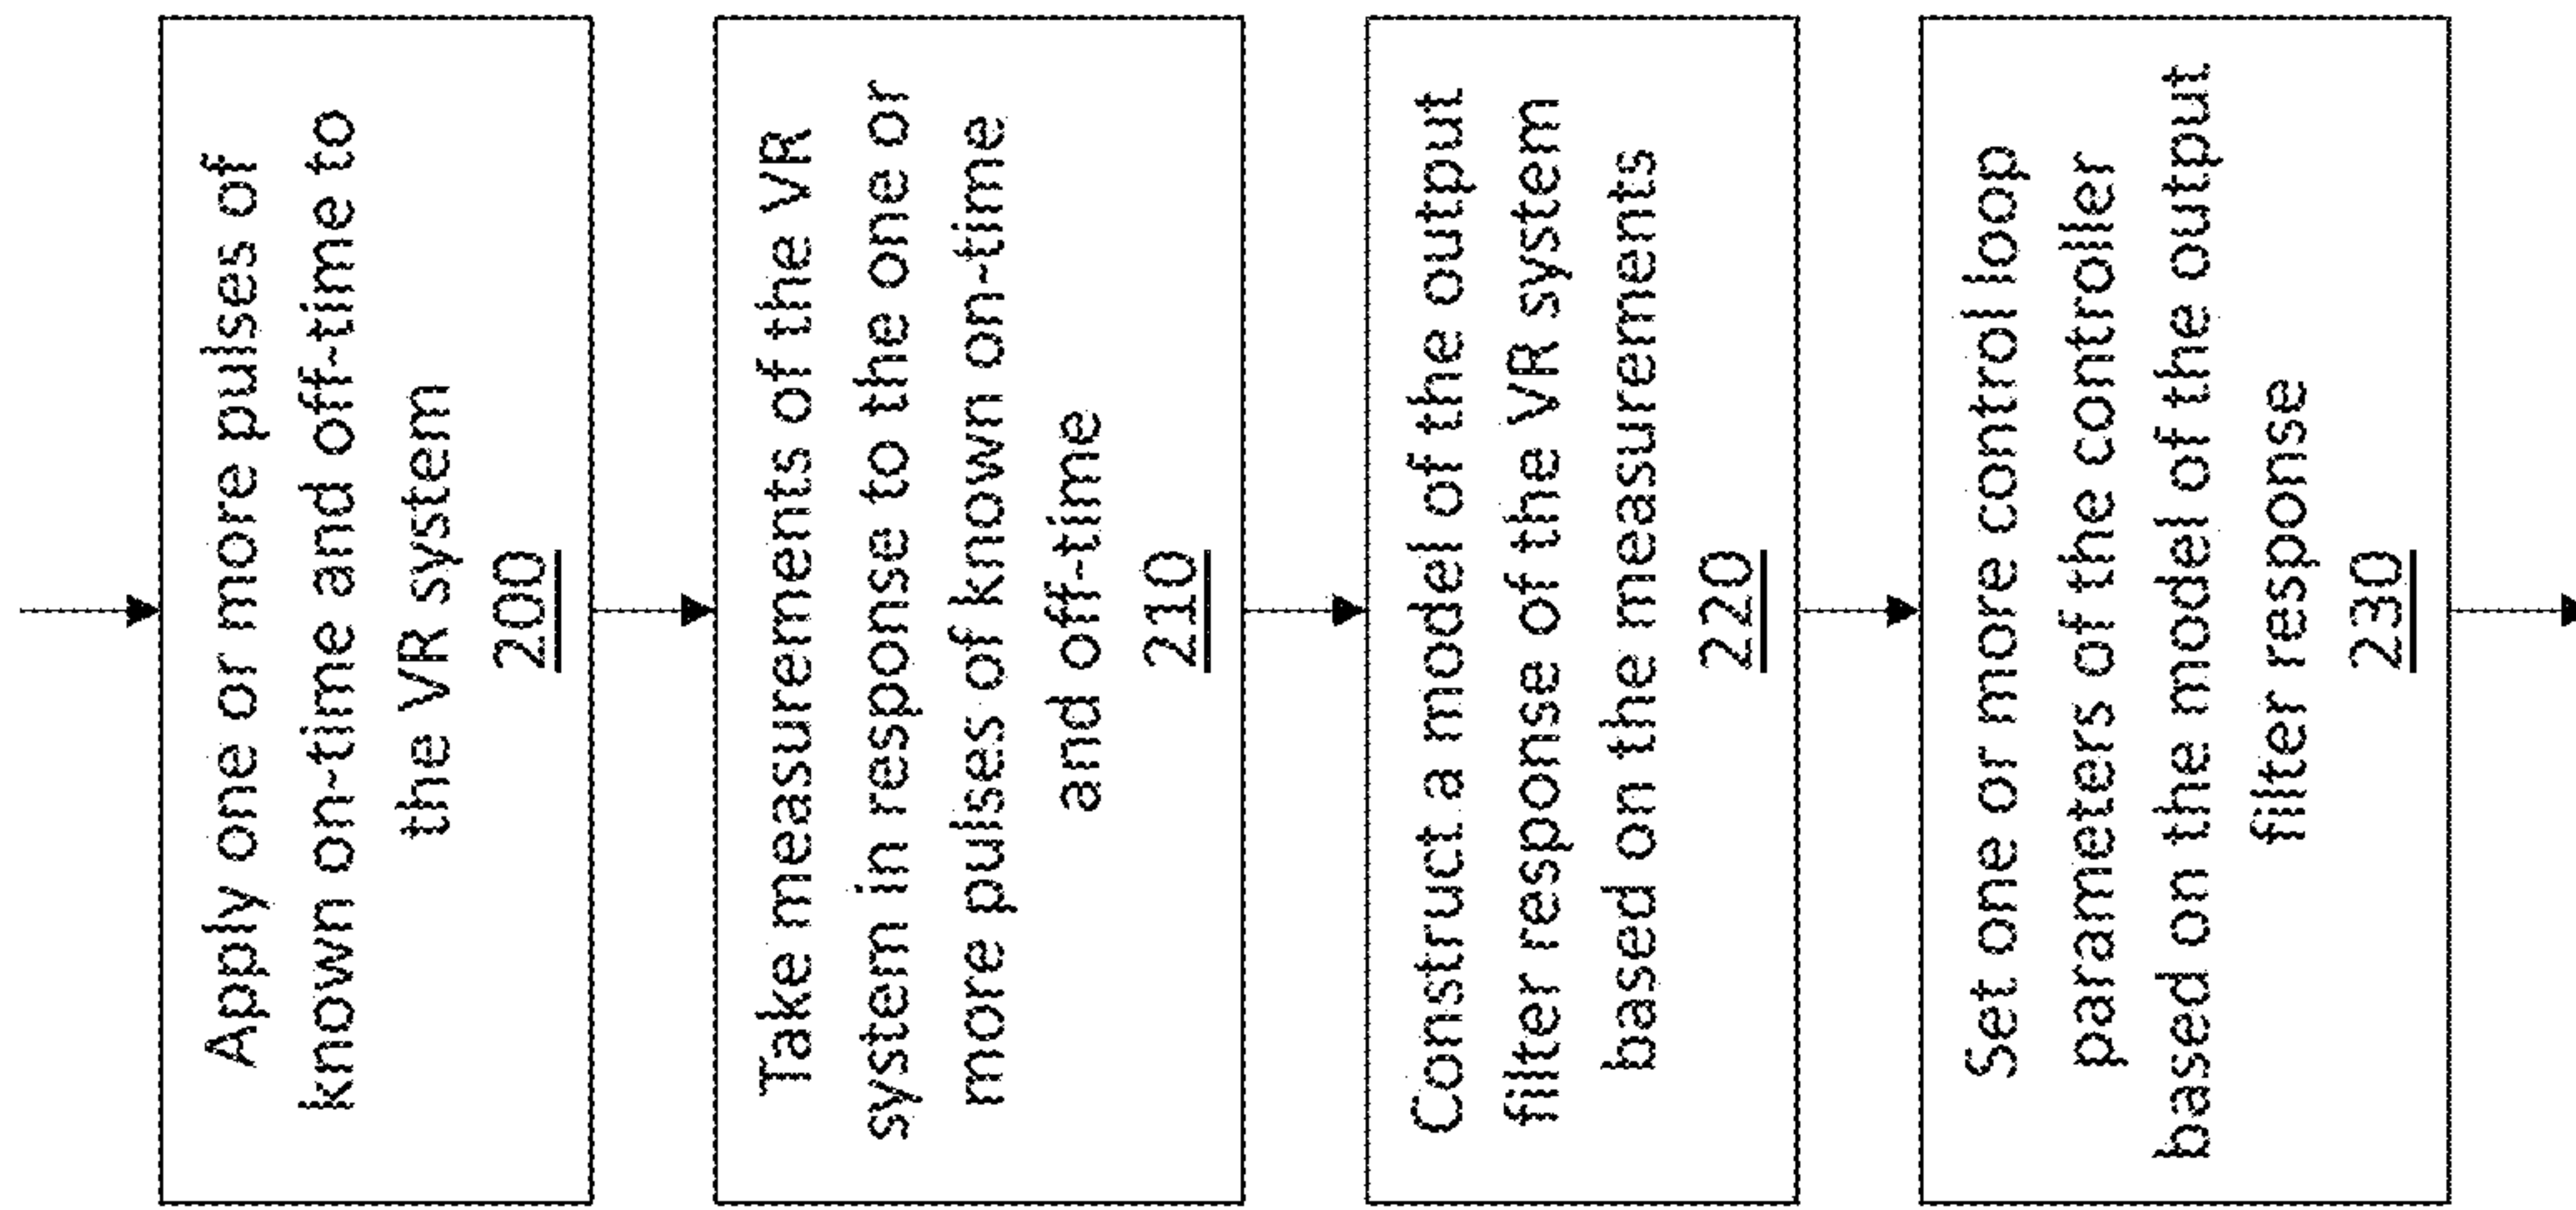 Apply one or more pulses of
known on-time and off-time to
the VR system
200
Take measurements of the VR
system in response to the one or
more pulses of known on-time
and off-time
210
Construct a model of the output
filter response of the VR system
based on the measurements
220
Set one or more control loop
parameters of the controller
based on the model of the output
filter response
230